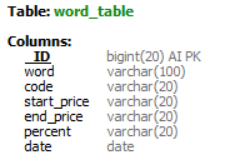 Table: word_table
Columns:
_ID bigint(20) AI PK
word varchar(100)
code varchar(20)
start_price varchar(20)
end_price varchar(20)
percent varchar(20)
date date